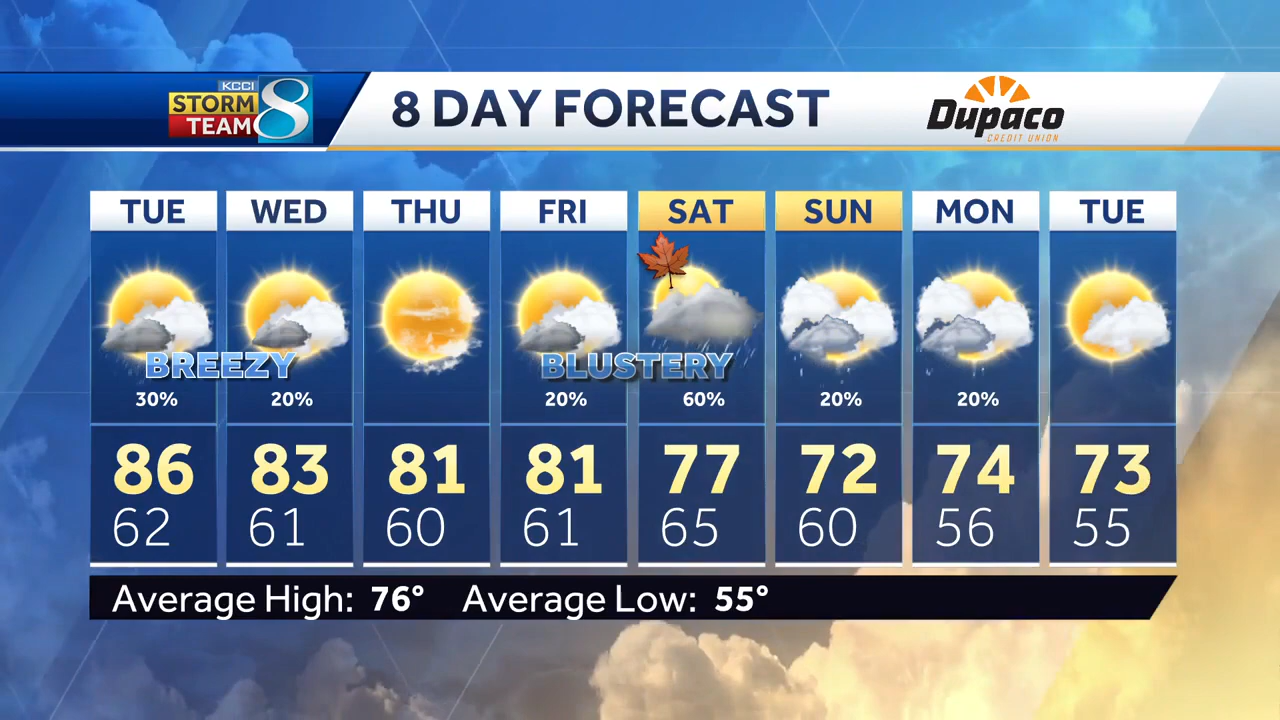 KCCI
STORM
TEAM 8
8 DAY FORECAST
Dupaco
CREDIT UNION
TUE WED THU FRI SAT SUN MON TUE
BREEZY BLUSTERY
30% 20% 20% 60% 20% 20%
86 83 81 81 77 72 74 73
62 61 60 61 65 60 56 55
Average High: 76° Average Low: 55°